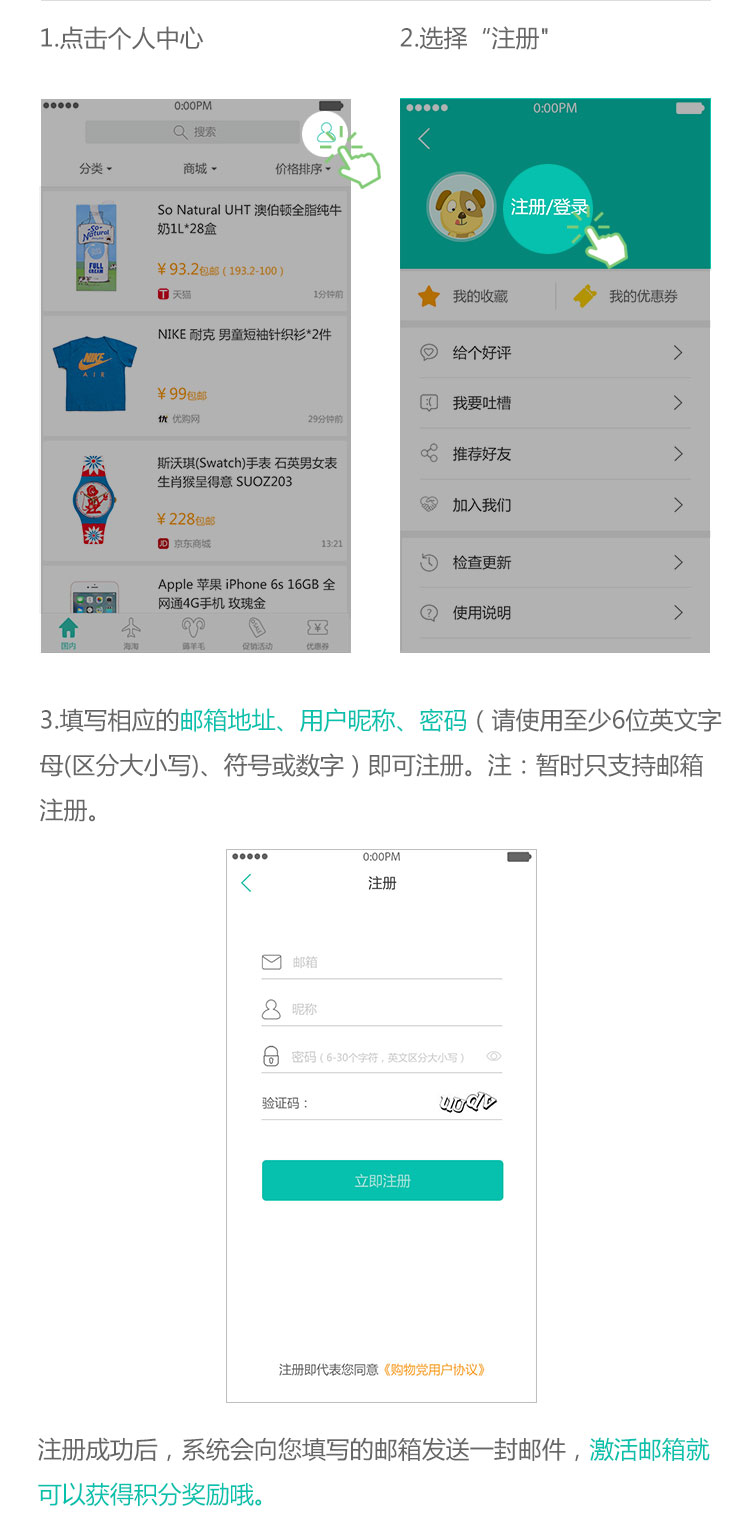 1.点击个人中心
2.选择“注册"
0:00PM
搜索
分类
商城
价格排序
So Natural
FULL CREAM
So Natural UHT 澳伯顿全脂纯牛
奶1L*28盒
¥93.2包邮（193.2-100）
T 天猫
1分钟前
NIKE
AIR
NIKE 耐克 男童短袖针织衫*2件
¥99包邮
优 优购网
29分钟前
斯沃琪(Swatch)手表 石英男女表
生肖猴呈得意 SUOZ203
¥228包邮
JD 京东商城
13:21
Apple 苹果 iPhone 6s 16GB 全
网通4G手机 玫瑰金
国内
海淘
薅羊毛
促销活动
优惠券
0:00PM
注册/登录
我的收藏
我的优惠券
给个好评
我要吐槽
推荐好友
加入我们
检查更新
使用说明
3.填写相应的邮箱地址、用户昵称、密码（请使用至少6位英文字
母(区分大小写)、符号或数字）即可注册。注：暂时只支持邮箱
注册。
0:00PM
注册
邮箱
昵称
密码（6-30个字符，英文区分大小写）
验证码：
立即注册
注册即代表您同意《购物党用户协议》
注册成功后，系统会向您填写的邮箱发送一封邮件，激活邮箱就
可以获得积分奖励哦。